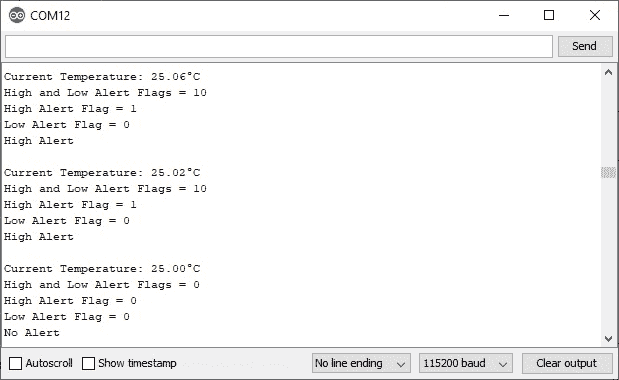 COM12
Send
Current Temperature: 25.06°C
High and Low Alert Flags = 10
High Alert Flag = 1
Low Alert Flag = 0
High Alert
Current Temperature: 25.02°C
High and Low Alert Flags = 10
High Alert Flag = 1
Low Alert Flag = 0
High Alert
Current Temperature: 25.00°C
High and Low Alert Flags = 0
High Alert Flag = 0
Low Alert Flag = 0
No Alert
Autoscroll Show timestamp No line ending 115200 baud Clear output